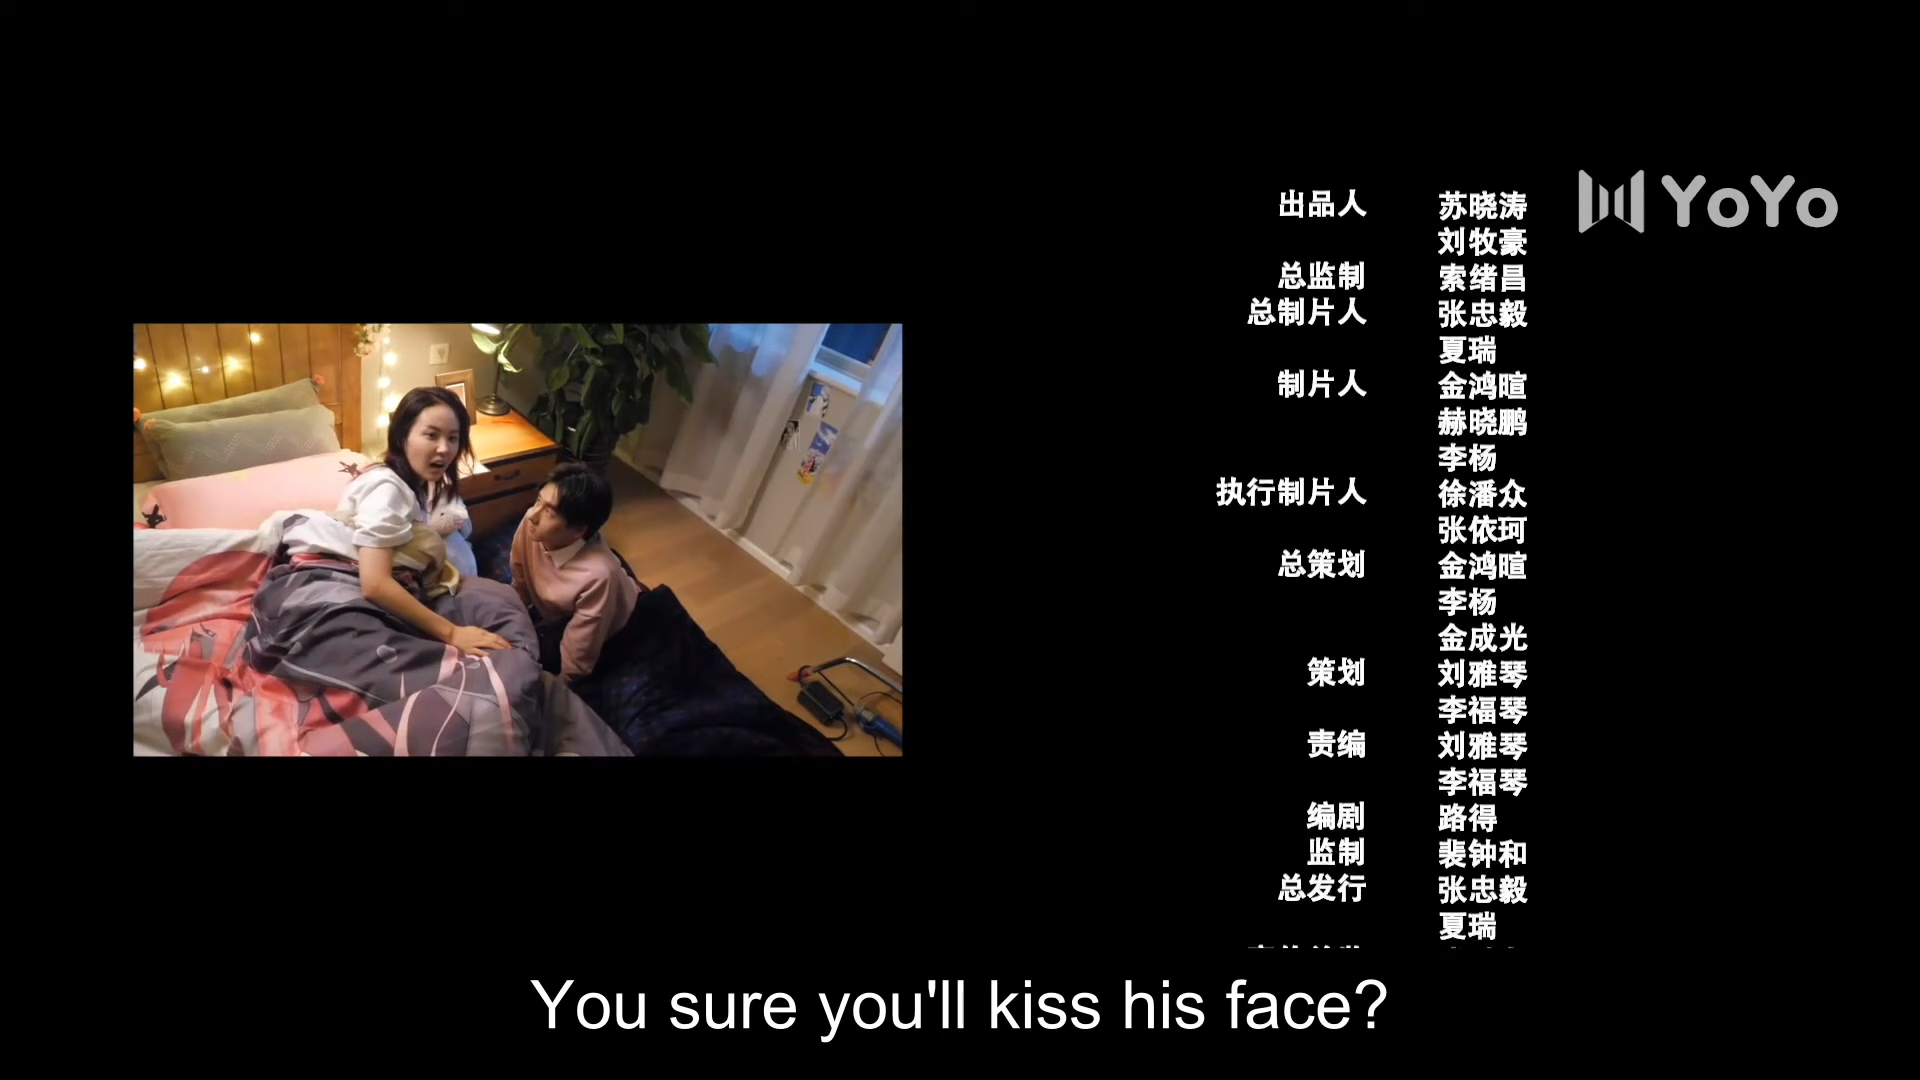 YoYo
出品人 苏晓涛
刘牧豪
总监制 索绪昌
总制片人 张忠毅
夏瑞
制片人 金鸿暄
赫晓鹏
李杨
执行制片人 徐潘众
张依珂
总策划 金鸿暄
李杨
金成光
策划 刘雅琴
李福琴
责编 刘雅琴
李福琴
编剧 路得
监制 裴钟和
总发行 张忠毅
夏瑞
You sure you'll kiss his face?